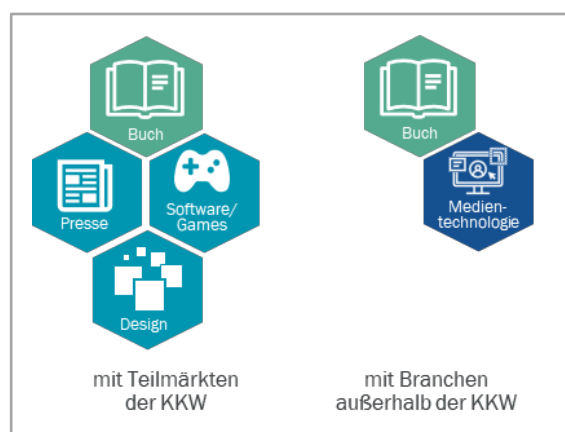 Buch
Presse
Software/
Games
Design
mit Teilmärkten
der KKW
Buch
Medien-
technologie
mit Branchen
außerhalb der KKW